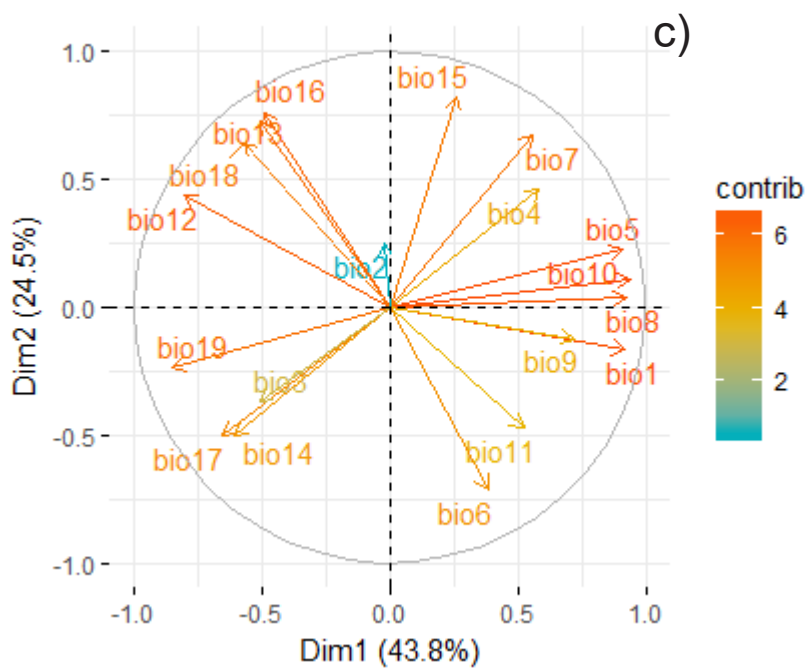 c)
1.0
bio16
bio15
bio13
bio7
bio18
0.5
bio4
bio12
bio5
bio2
bio10
0.0
bio8
bio19
bio9
bio1
bio3
-0.5
bio17
bio14
bio11
bio6
-1.0
-1.0 -0.5 0.0 0.5 1.0
Dim1 (43.8%)
Dim2 (24.5%)
contrib
6
4
2